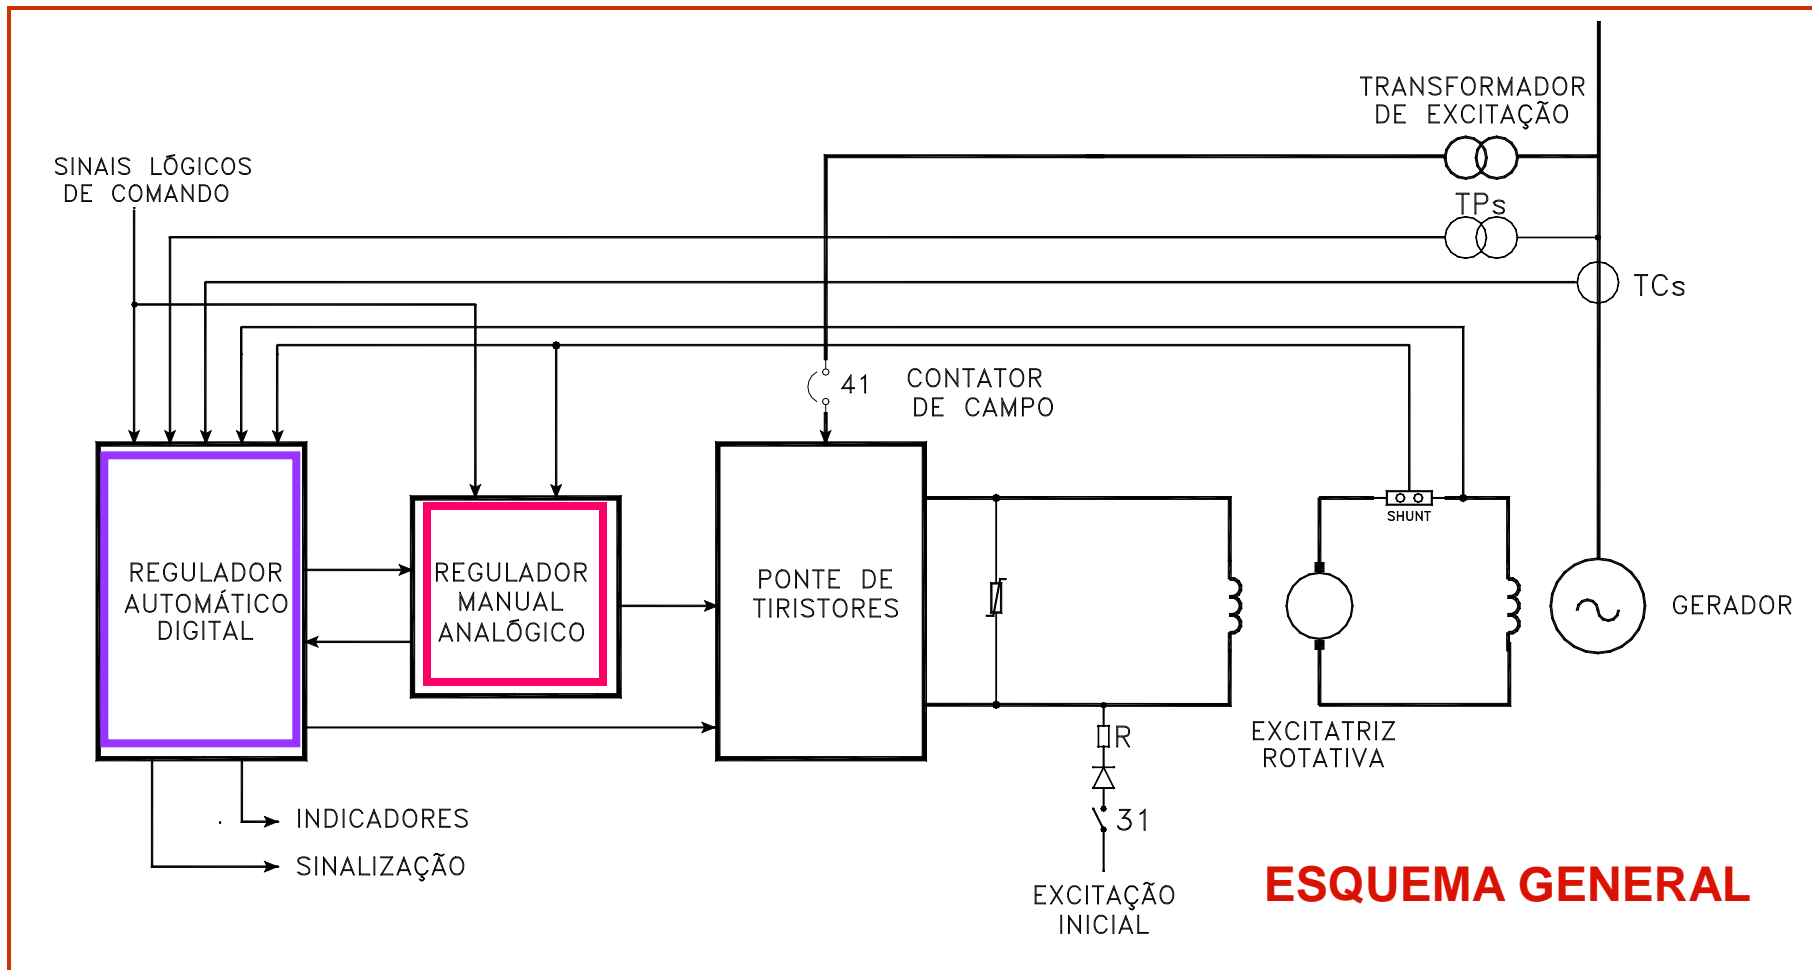 TRANSFORMADOR
DE EXCITAÇÃO
SINAIS LÓGICOS
DE COMANDO
TPs
TCs
41
CONTATOR
DE CAMPO
SHUNT
REGULADOR
AUTOMÁTICO
DIGITAL
REGULADOR
MANUAL
ANALÓGICO
PONTE DE
TIRISTORES
GERADOR
R
EXCITATRIZ
ROTATIVA
31
INDICADORES
SINALIZAÇÃO
EXCITAÇÃO
INICIAL
ESQUEMA GENERAL